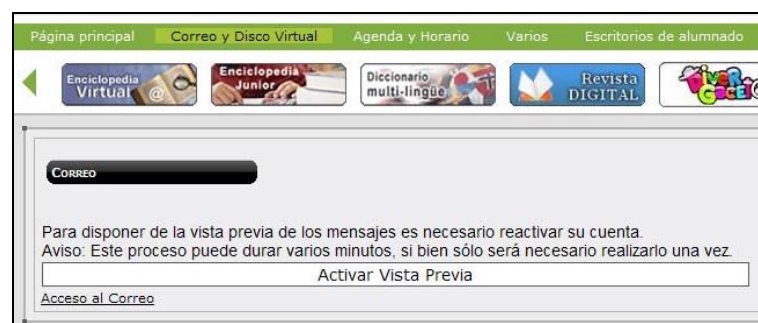 Página principal Correo y Disco Virtual Agenda y Horario Varios Escritorios de alumnado
Enciclopedia Virtual @
Enciclopedia Junior
Diccionario multi-lingüe
Revista DIGITAL
CORREO
Para disponer de la vista previa de los mensajes es necesario reactivar su cuenta.
Aviso: Este proceso puede durar varios minutos, si bien sólo será necesario realizarlo una vez.
Activar Vista Previa
Acceso al Correo